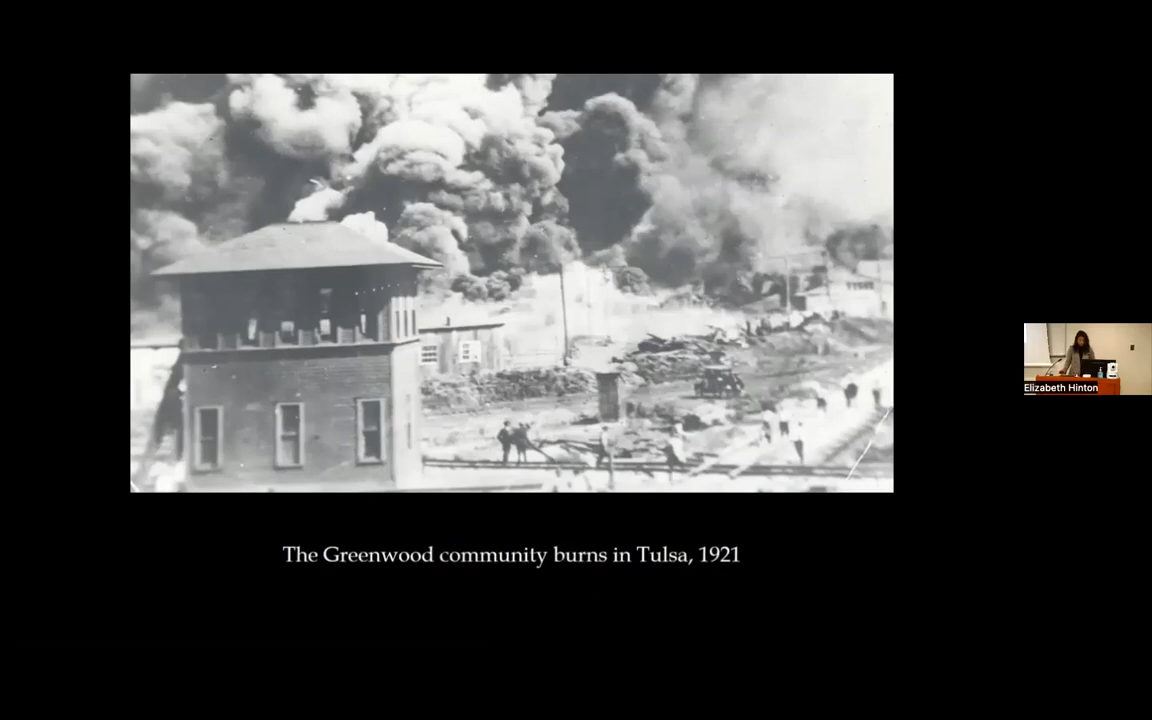 The Greenwood community burns in Tulsa, 1921
Elizabeth Hinton